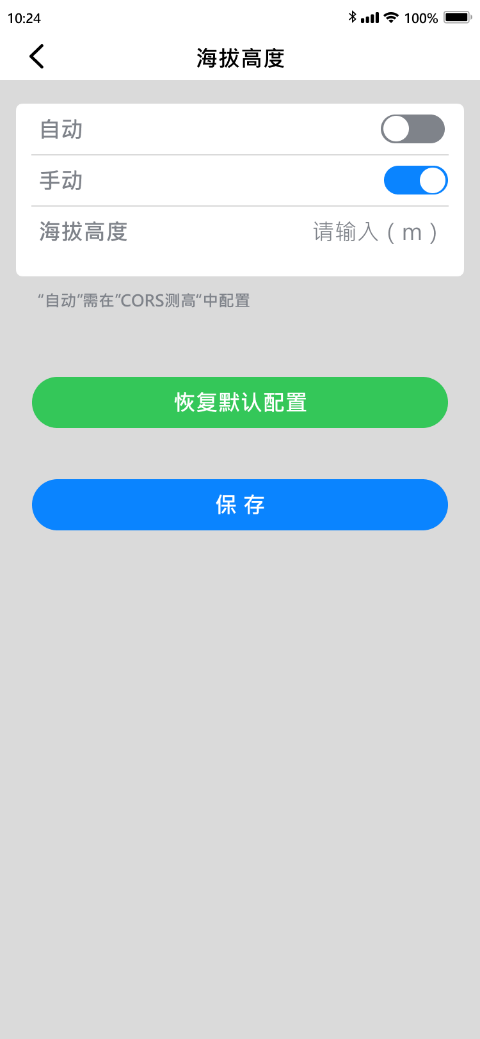 10:24
100%
海拔高度
自动
手动
海拔高度
请输入 ( m )
“自动”需在”CORS测高“中配置
恢复默认配置
保 存